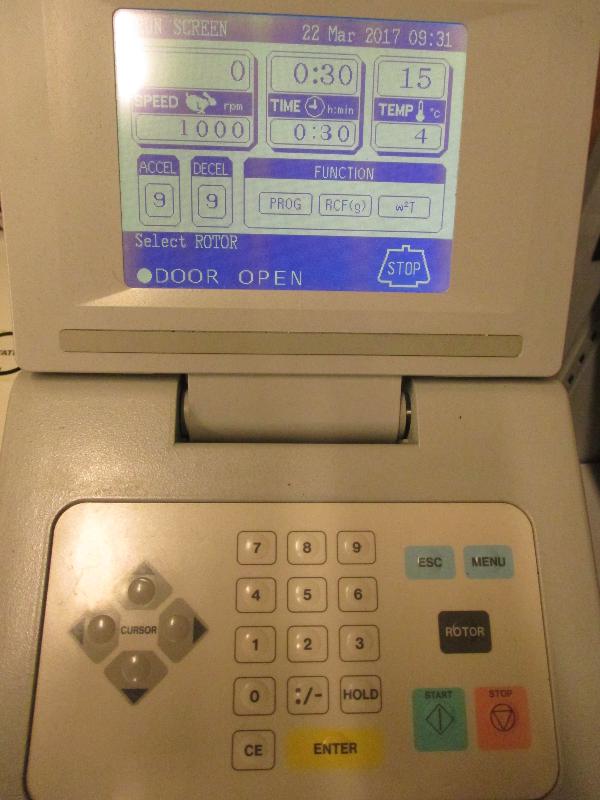 RUN SCREEN 22 Mar 2017 09:31
0 0:30 15
SPEED rpm TIME h:min TEMP °C
1000 0:30 4
ACCEL DECEL FUNCTION
9 9 PROG RCF(g) ω²T
Select ROTOR
DOOR OPEN STOP
7 8 9 ESC MENU
4 5 6
CURSOR 1 2 3 ROTOR
0 :/- HOLD START STOP
CE ENTER